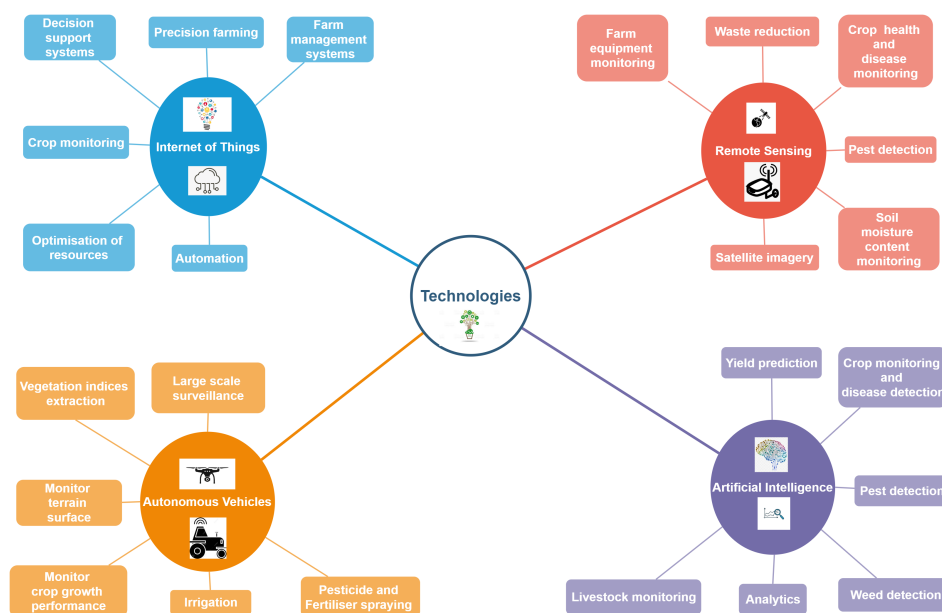 Decision
support
systems
Precision farming
Farm
management
systems
Crop monitoring
Internet of Things
Optimisation of
resources
Automation
Farm
equipment
monitoring
Waste reduction
Crop health
and
disease
monitoring
Remote Sensing
Pest detection
Soil
moisture
content
monitoring
Satellite imagery
Technologies
Vegetation indices
extraction
Large scale
surveillance
Monitor
terrain
surface
Autonomous Vehicles
Monitor
crop growth
performance
Irrigation
Pesticide and
Fertiliser spraying
Yield prediction
Crop monitoring
and
disease detection
Artificial Intelligence
Pest detection
Livestock monitoring
Analytics
Weed detection